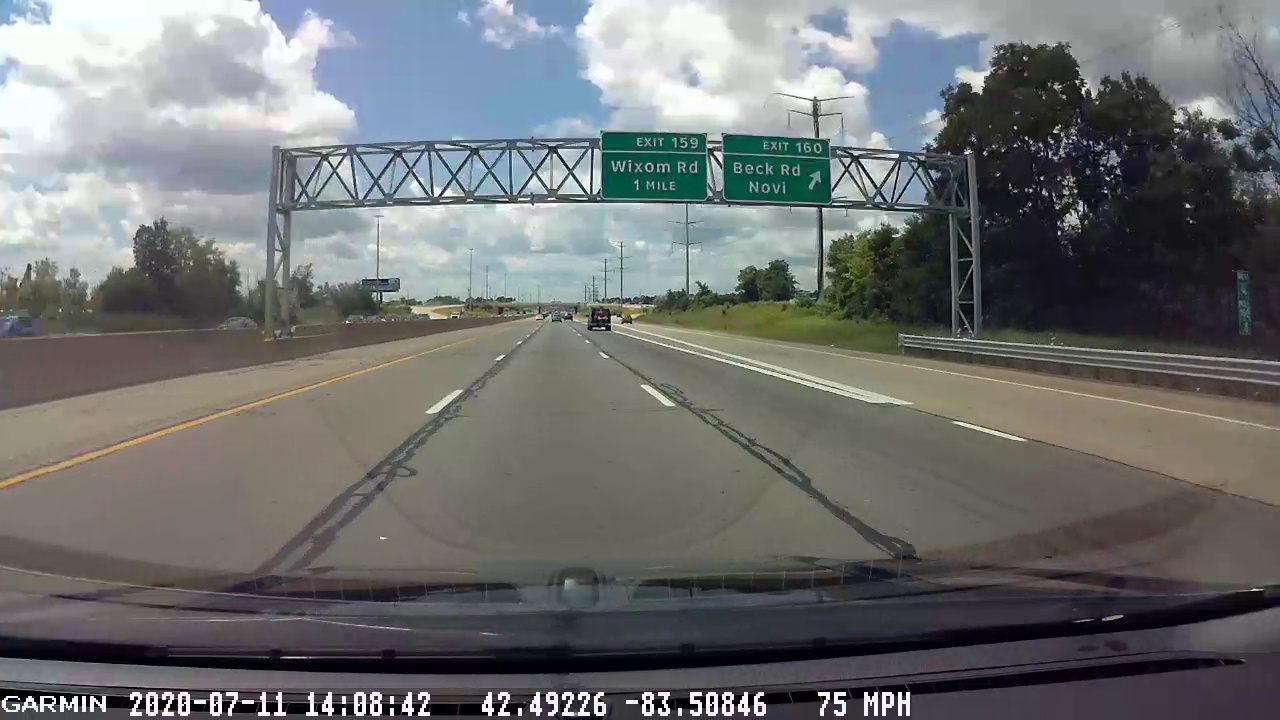 EXIT 159
Wixom Rd
1 MILE
EXIT 160
Beck Rd
Novi
GARMIN 2020-07-11 14:08:42 42.49226 -83.50846 75 MPH